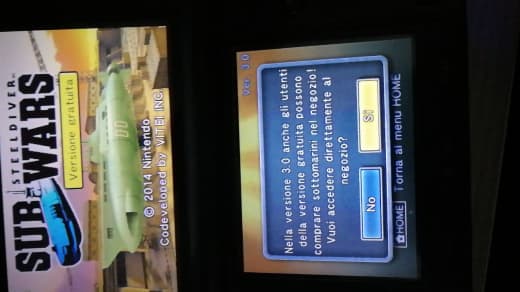 STEELDIVER™
SUB WARS
Versione gratuita
© 2014 Nintendo
Codeveloped by VITEI INC.
Ver. 3.0
Nella versione 3.0 anche gli utenti
della versione gratuita possono
comprare sottomarini nel negozio!
Vuoi accedere direttamente al
negozio?
No
Sì
HOME Torna al menu HOME